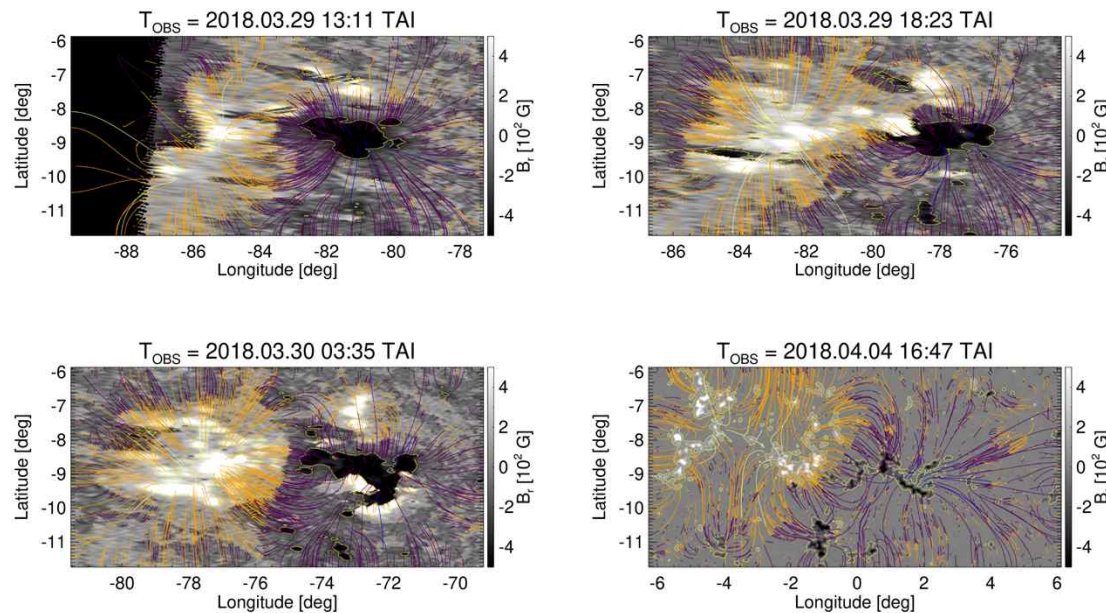 T_OBS = 2018.03.29 13:11 TAI
-6
-7
-8
-9
-10
-11
Latitude [deg]
-88 -86 -84 -82 -80 -78
Longitude [deg]
4
2
0
-2
-4
B_r [10^2 G]
T_OBS = 2018.03.29 18:23 TAI
-6
-7
-8
-9
-10
-11
Latitude [deg]
-86 -84 -82 -80 -78 -76
Longitude [deg]
4
2
0
-2
-4
B_r [10^2 G]
T_OBS = 2018.03.30 03:35 TAI
-6
-7
-8
-9
-10
-11
Latitude [deg]
-80 -78 -76 -74 -72 -70
Longitude [deg]
4
2
0
-2
-4
B_r [10^2 G]
T_OBS = 2018.04.04 16:47 TAI
-6
-7
-8
-9
-10
-11
Latitude [deg]
-6 -4 -2 0 2 4 6
Longitude [deg]
4
2
0
-2
-4
B_r [10^2 G]